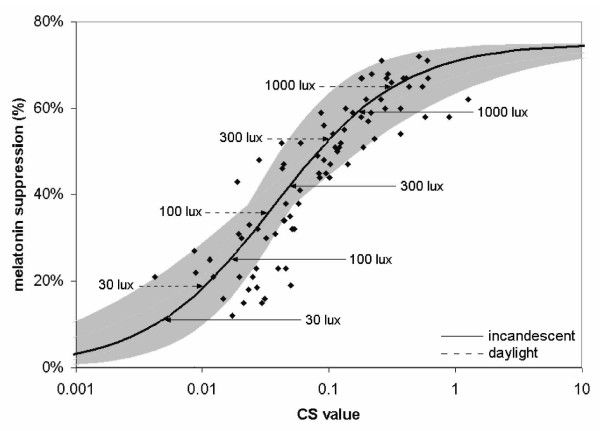 80%
60%
40%
20%
0%
melatonin suppression (%)
1000 lux
1000 lux
300 lux
300 lux
100 lux
100 lux
30 lux
30 lux
incandescent
daylight
0.001
0.01
0.1
1
10
CS value